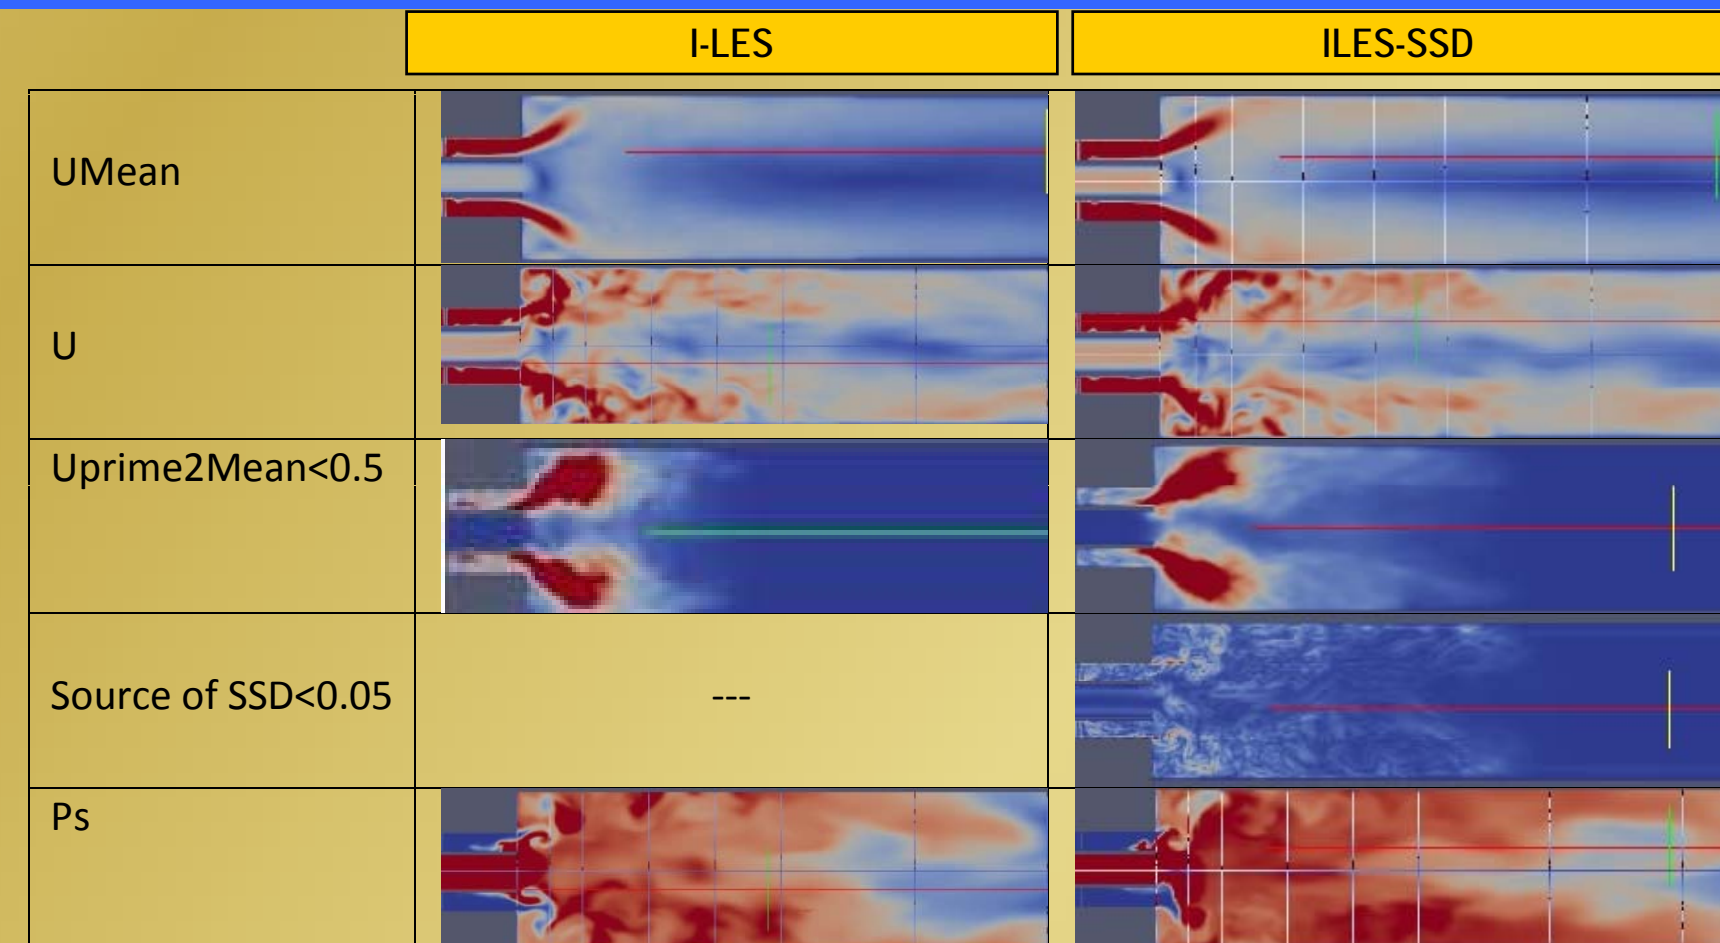 I-LES
ILES-SSD
UMean
U
Uprime2Mean<0.5
Source of SSD<0.05
---
Ps